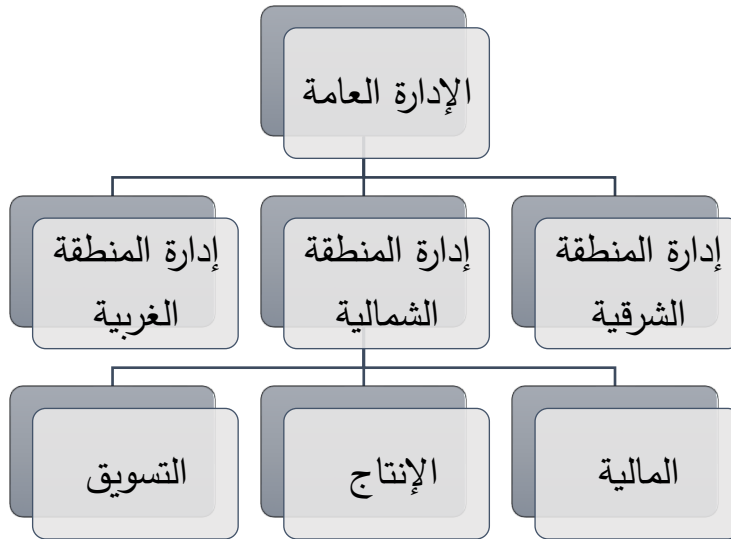 الإدارة العامة
إدارة المنطقة
الشرقية
إدارة المنطقة
الشمالية
إدارة المنطقة
الغربية
المالية
الإنتاج
التسويق